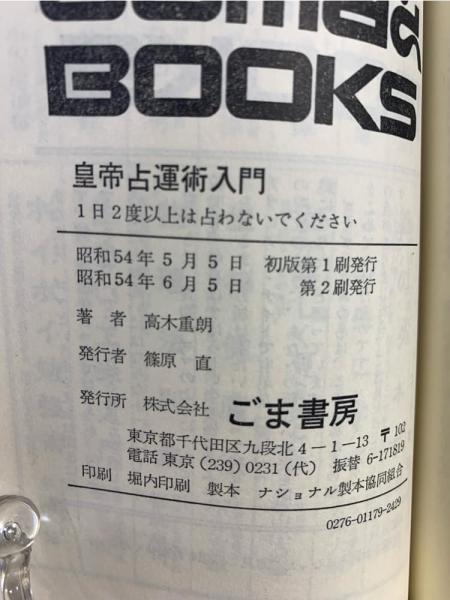 Goma
BOOKS
皇帝占運術入門
1日2度以上は占わないでください
昭和54年5月5日 初版第1刷発行
昭和54年6月5日 第2刷発行
著者 高木重朗
発行者 篠原 直
発行所 株式会社 ごま書房
東京都千代田区九段北4-1-13 〒102
電話 東京(239)0231(代) 振替 6-171819
印刷 堀内印刷 製本 ナショナル製本協同組合
0276-01179-2429